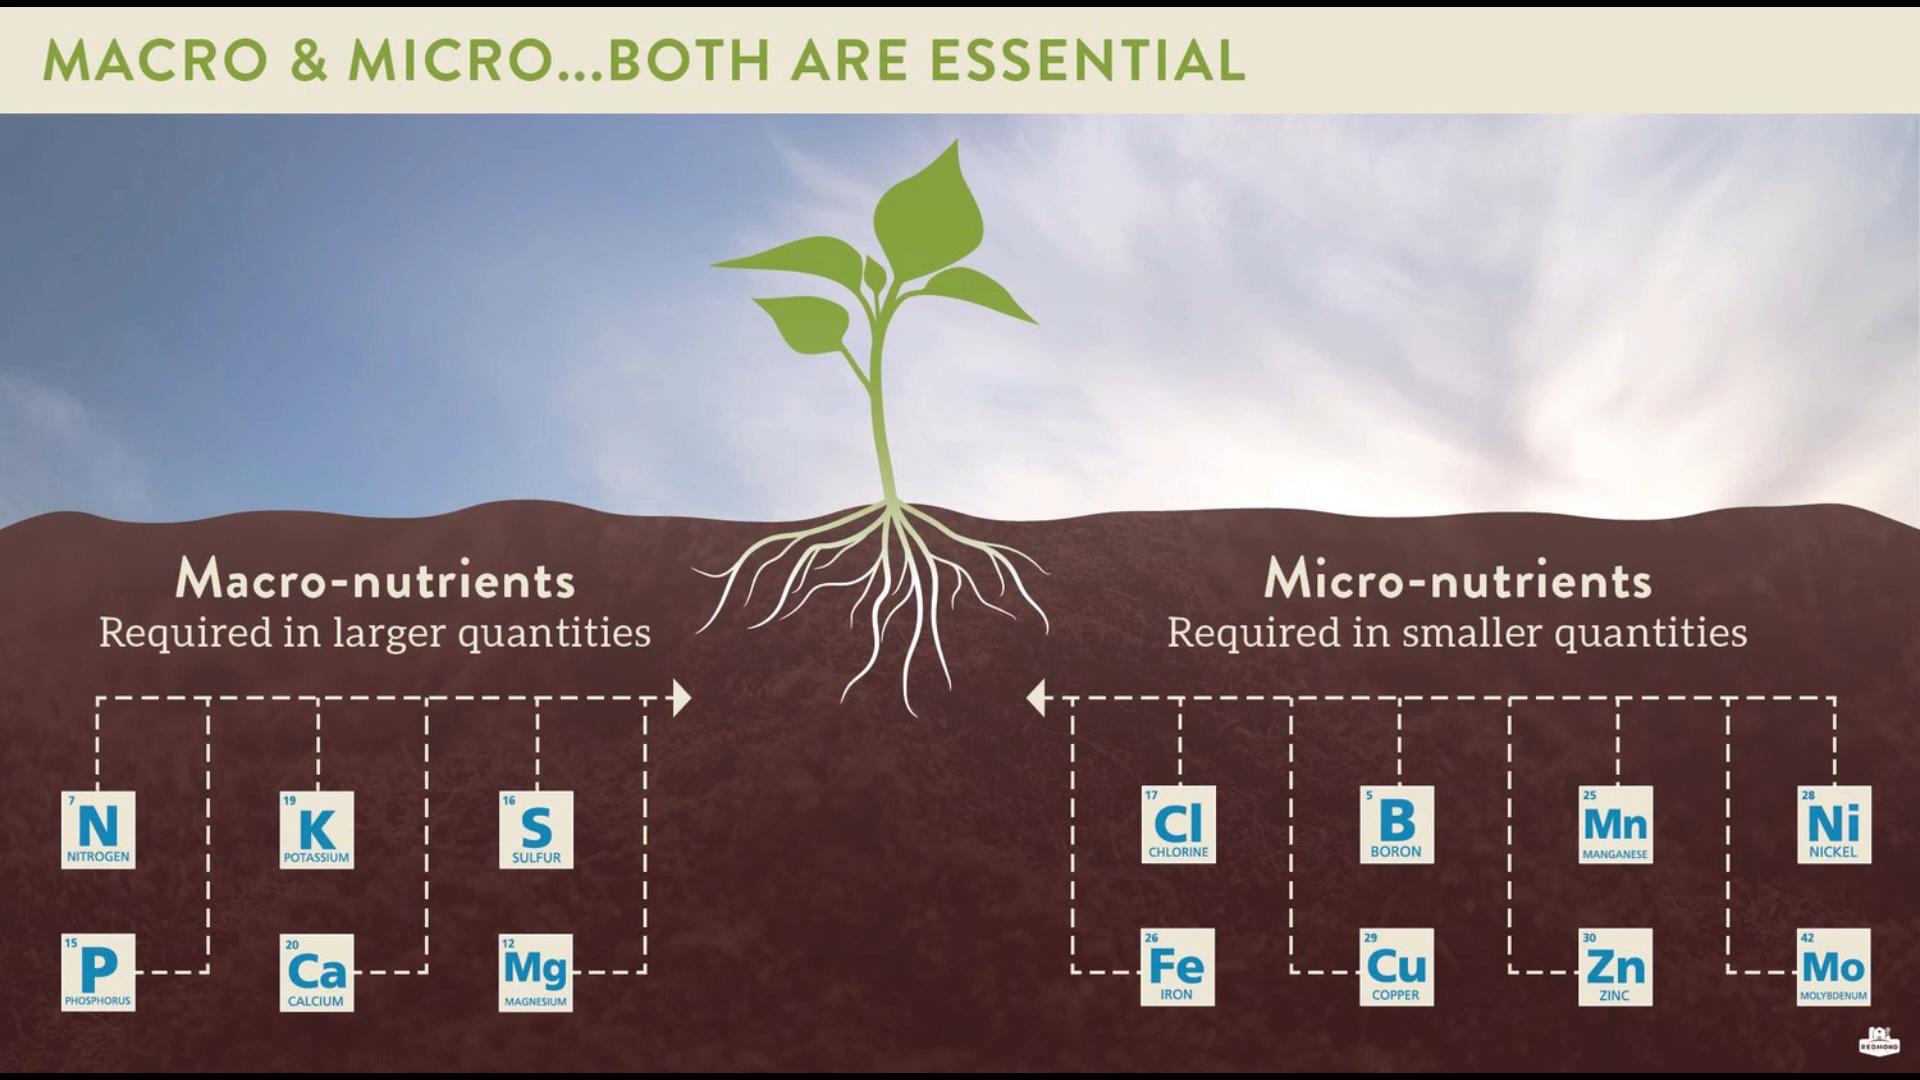 MACRO & MICRO...BOTH ARE ESSENTIAL
Macro-nutrients
Required in larger quantities
Micro-nutrients
Required in smaller quantities
7
N
NITROGEN
19
K
POTASSIUM
16
S
SULFUR
15
P
PHOSPHORUS
20
Ca
CALCIUM
12
Mg
MAGNESIUM
17
Cl
CHLORINE
5
B
BORON
25
Mn
MANGANESE
28
Ni
NICKEL
26
Fe
IRON
29
Cu
COPPER
30
Zn
ZINC
42
Mo
MOLYBDENUM
REDMOND